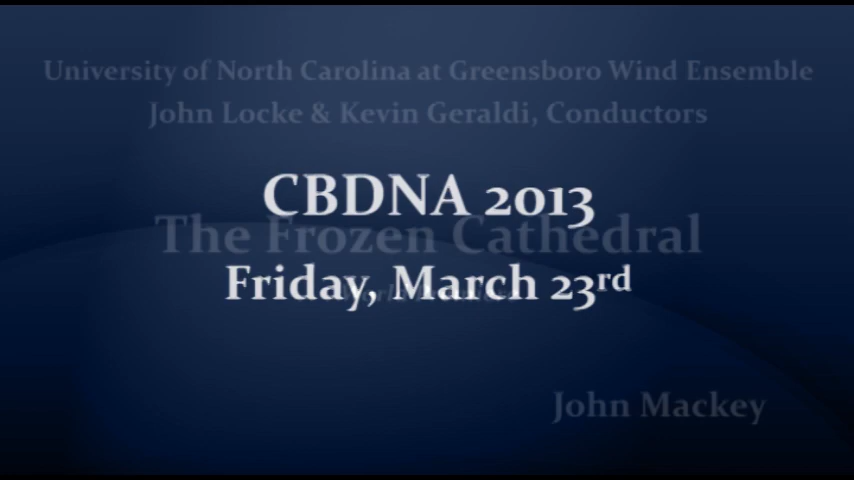 University of North Carolina at Greensboro Wind Ensemble
John Locke & Kevin Geraldi, Conductors
CBDNA 2013
The Frozen Cathedral
Friday, March 23rd
John Mackey